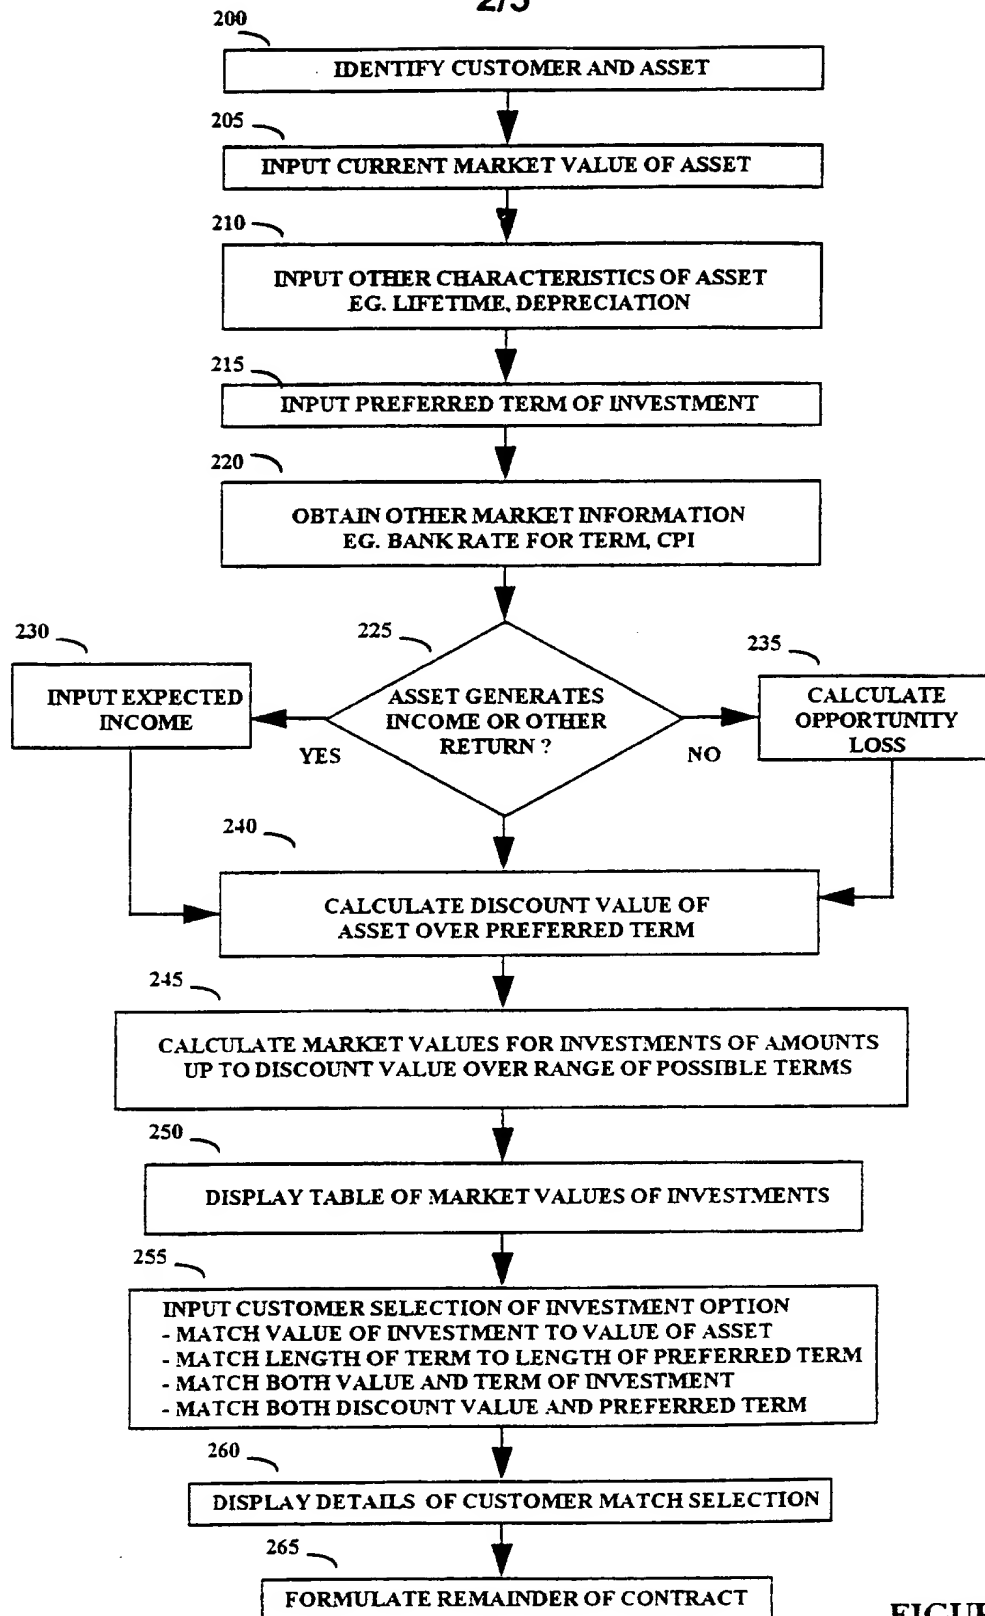 2/5
200
IDENTIFY CUSTOMER AND ASSET
205
INPUT CURRENT MARKET VALUE OF ASSET
210
INPUT OTHER CHARACTERISTICS OF ASSET
EG. LIFETIME, DEPRECIATION
215
INPUT PREFERRED TERM OF INVESTMENT
220
OBTAIN OTHER MARKET INFORMATION
EG. BANK RATE FOR TERM, CPI
230
225
235
INPUT EXPECTED
INCOME
ASSET GENERATES
INCOME OR OTHER
RETURN ?
CALCULATE
OPPORTUNITY
LOSS
YES
NO
240
CALCULATE DISCOUNT VALUE OF
ASSET OVER PREFERRED TERM
245
CALCULATE MARKET VALUES FOR INVESTMENTS OF AMOUNTS
UP TO DISCOUNT VALUE OVER RANGE OF POSSIBLE TERMS
250
DISPLAY TABLE OF MARKET VALUES OF INVESTMENTS
255
INPUT CUSTOMER SELECTION OF INVESTMENT OPTION
- MATCH VALUE OF INVESTMENT TO VALUE OF ASSET
- MATCH LENGTH OF TERM TO LENGTH OF PREFERRED TERM
- MATCH BOTH VALUE AND TERM OF INVESTMENT
- MATCH BOTH DISCOUNT VALUE AND PREFERRED TERM
260
DISPLAY DETAILS OF CUSTOMER MATCH SELECTION
265
FORMULATE REMAINDER OF CONTRACT